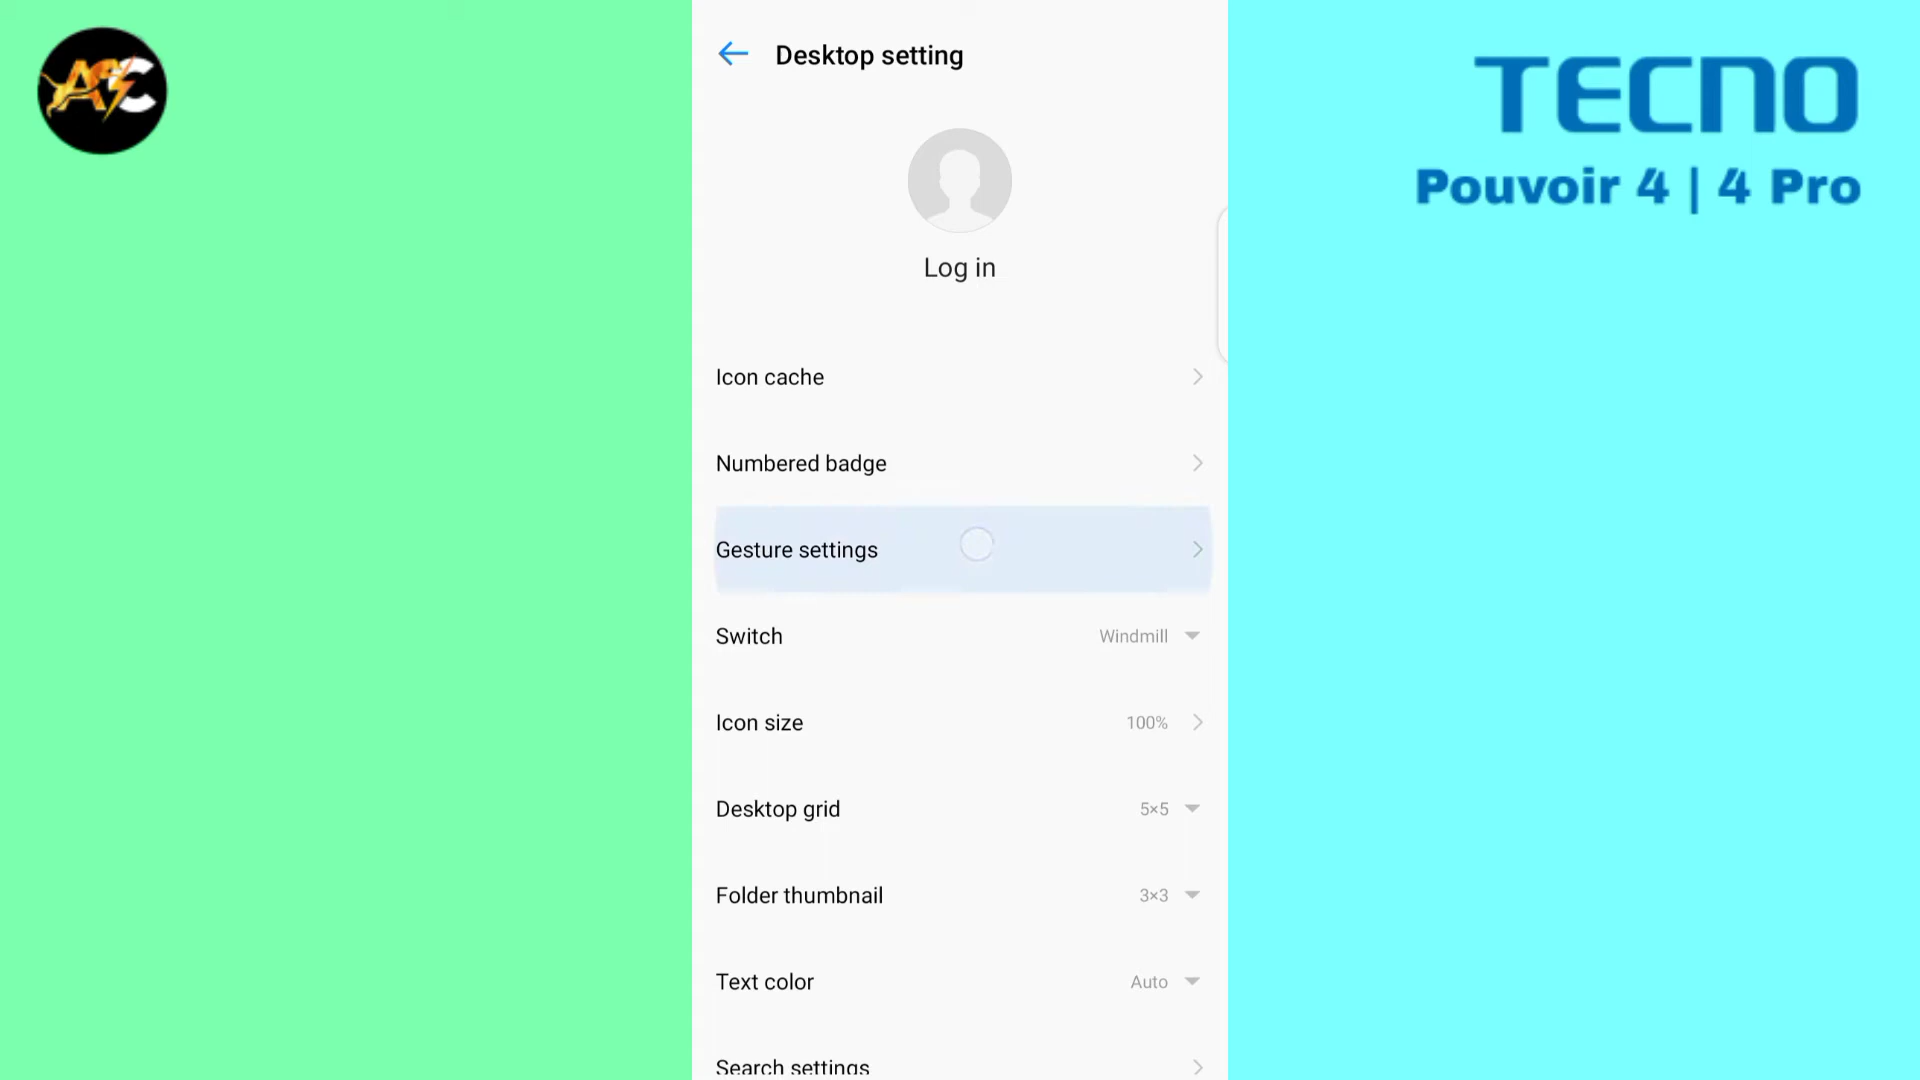 AC
TECNO
Pouvoir 4 | 4 Pro
Desktop setting
Log in
Icon cache
Numbered badge
Gesture settings
Switch Windmill
Icon size 100%
Desktop grid 5×5
Folder thumbnail 3×3
Text color Auto
Search settings